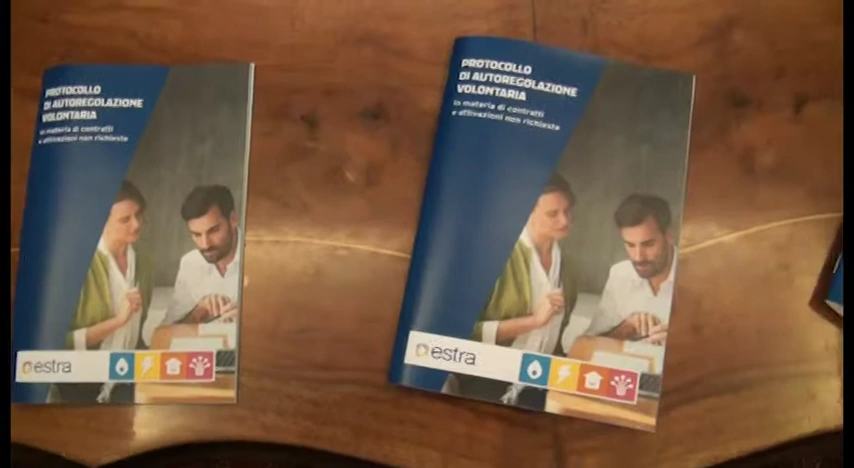 PROTOCOLLO
DI AUTOREGOLAZIONE
VOLONTARIA
in materia di contratti
e attivazioni non richieste
estra
PROTOCOLLO
DI AUTOREGOLAZIONE
VOLONTARIA
in materia di contratti
e attivazioni non richieste
estra